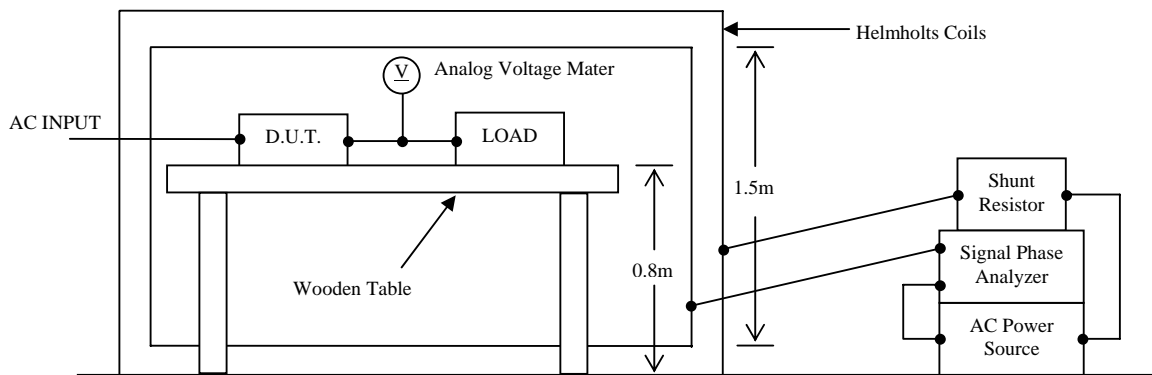 Helmholts Coils
V
Analog Voltage Mater
AC INPUT
D.U.T.
LOAD
1.5m
Shunt
Resistor
0.8m
Signal Phase
Analyzer
Wooden Table
AC Power
Source